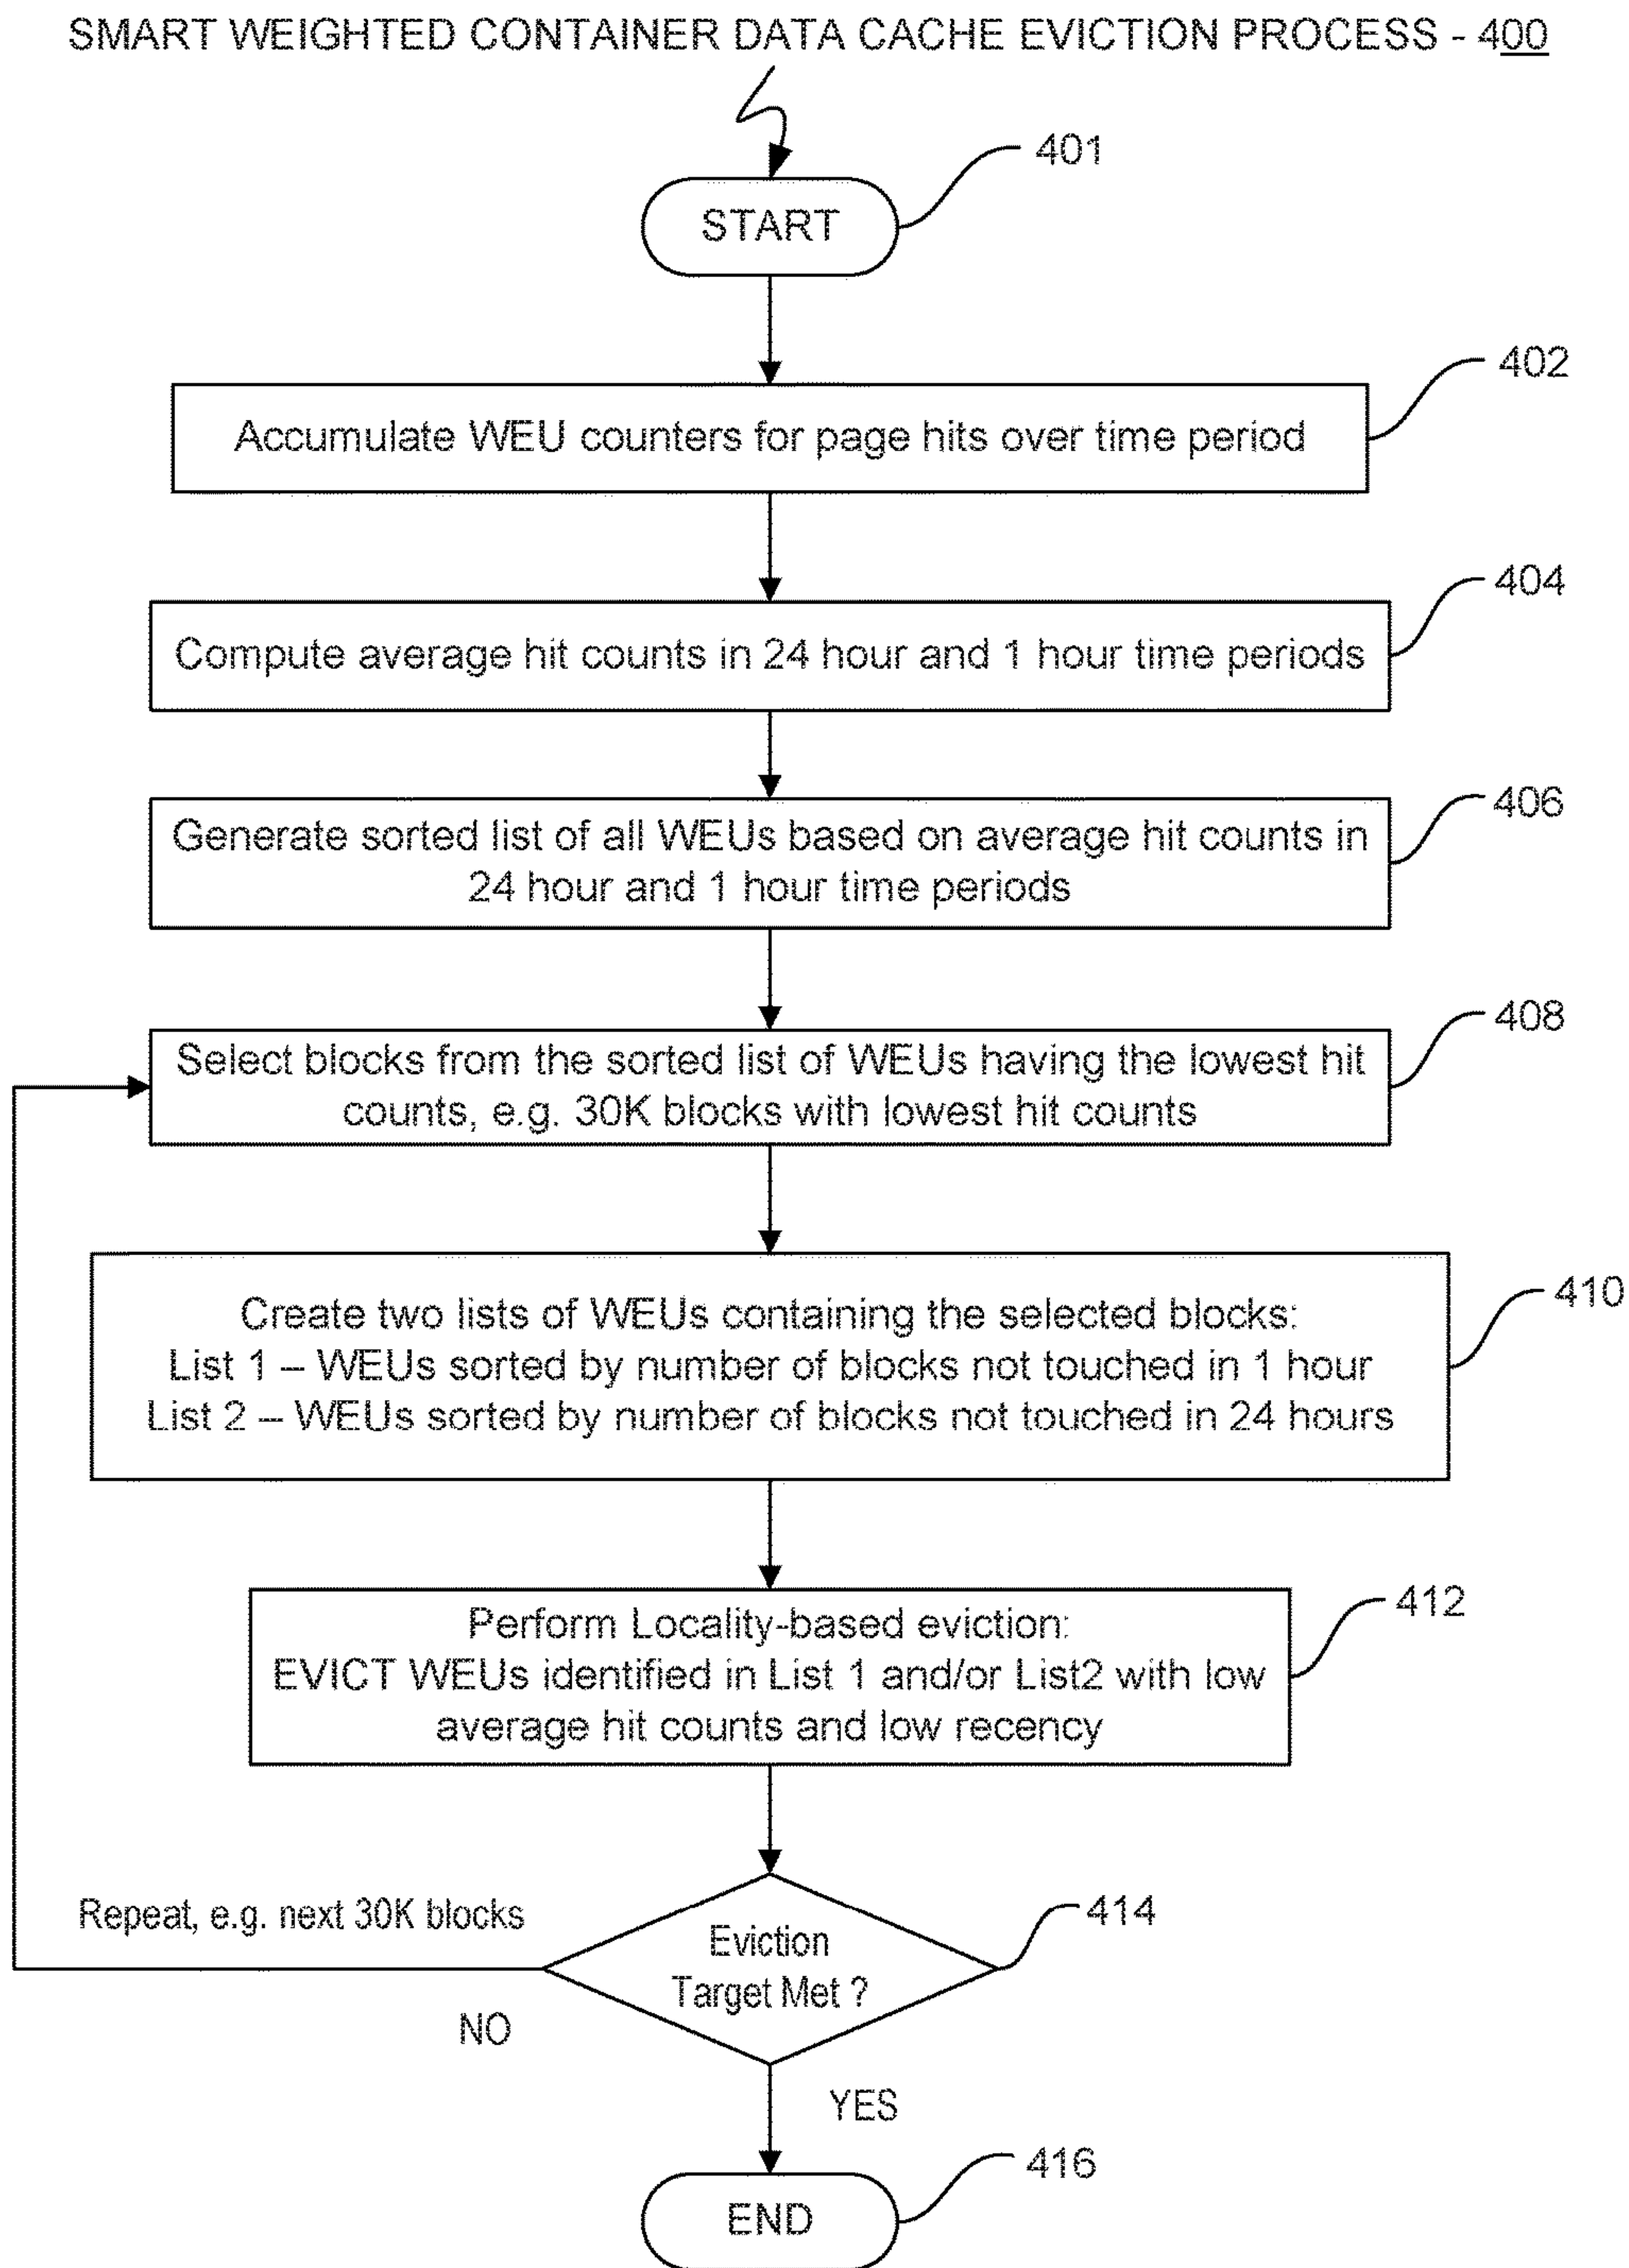 SMART WEIGHTED CONTAINER DATA CACHE EVICTION PROCESS - 400
401
START
402
Accumulate WEU counters for page hits over time period
404
Compute average hit counts in 24 hour and 1 hour time periods
406
Generate sorted list of all WEUs based on average hit counts in
24 hour and 1 hour time periods
408
Select blocks from the sorted list of WEUs having the lowest hit
counts, e.g. 30K blocks with lowest hit counts
410
Create two lists of WEUs containing the selected blocks:
List 1 – WEUs sorted by number of blocks not touched in 1 hour
List 2 – WEUs sorted by number of blocks not touched in 24 hours
412
Perform Locality-based eviction:
EVICT WEUs identified in List 1 and/or List2 with low
average hit counts and low recency
Repeat, e.g. next 30K blocks
414
Eviction
Target Met ?
NO
YES
416
END